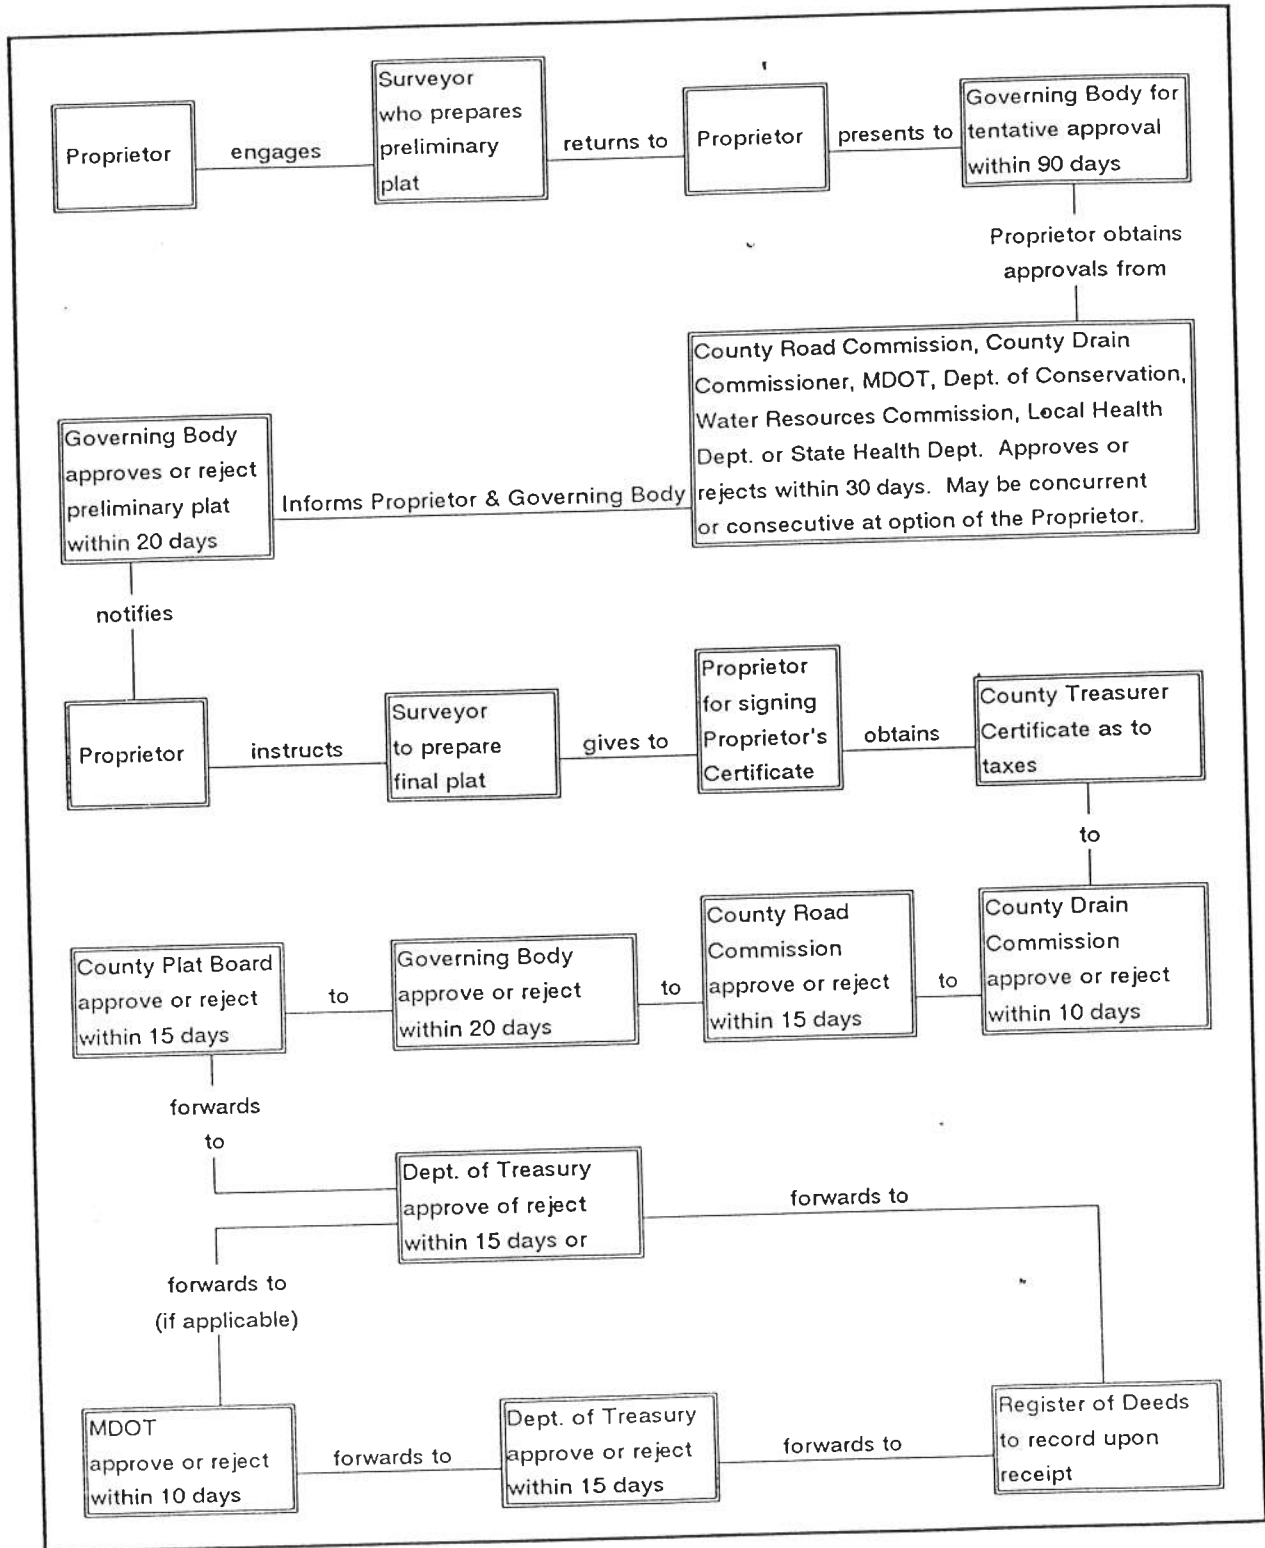 Proprietor
engages
Surveyor
who prepares
preliminary
plat
returns to
Proprietor
presents to
Governing Body for
tentative approval
within 90 days
Proprietor obtains
approvals from
County Road Commission, County Drain
Commissioner, MDOT, Dept. of Conservation,
Water Resources Commission, Local Health
Dept. or State Health Dept. Approves or
rejects within 30 days. May be concurrent
or consecutive at option of the Proprietor.
Informs Proprietor & Governing Body
Governing Body
approves or reject
preliminary plat
within 20 days
notifies
Proprietor
instructs
Surveyor
to prepare
final plat
gives to
Proprietor
for signing
Proprietor's
Certificate
obtains
County Treasurer
Certificate as to
taxes
to
County Drain
Commission
approve or reject
within 10 days
to
County Road
Commission
approve or reject
within 15 days
to
Governing Body
approve or reject
within 20 days
to
County Plat Board
approve or reject
within 15 days
forwards
to
Dept. of Treasury
approve of reject
within 15 days or
forwards to
forwards to
(if applicable)
MDOT
approve or reject
within 10 days
forwards to
Dept. of Treasury
approve or reject
within 15 days
forwards to
Register of Deeds
to record upon
receipt